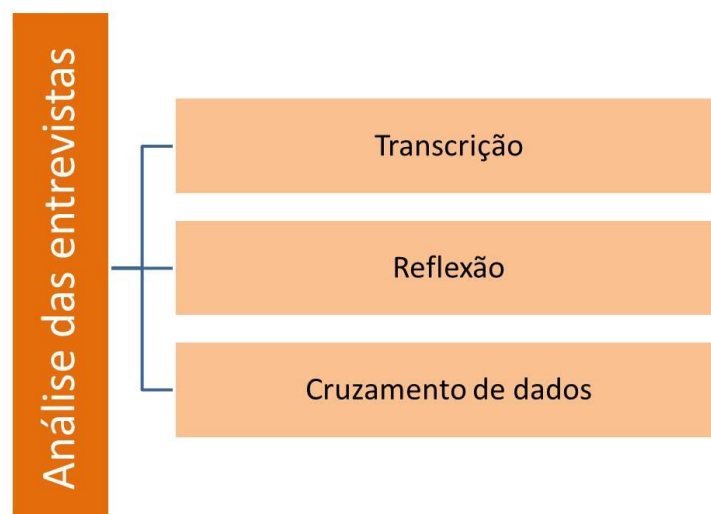 Análise das entrevistas
Transcrição
Reflexão
Cruzamento de dados